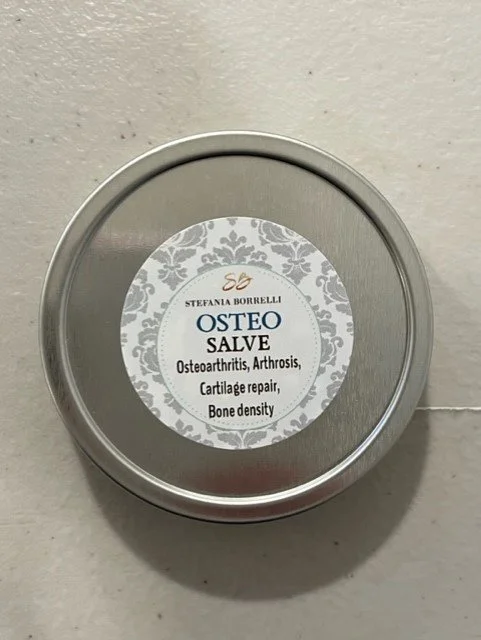 SB
STEFANIA BORRELLI
OSTEO
SALVE
Osteoarthritis, Arthrosis,
Cartilage repair,
Bone density